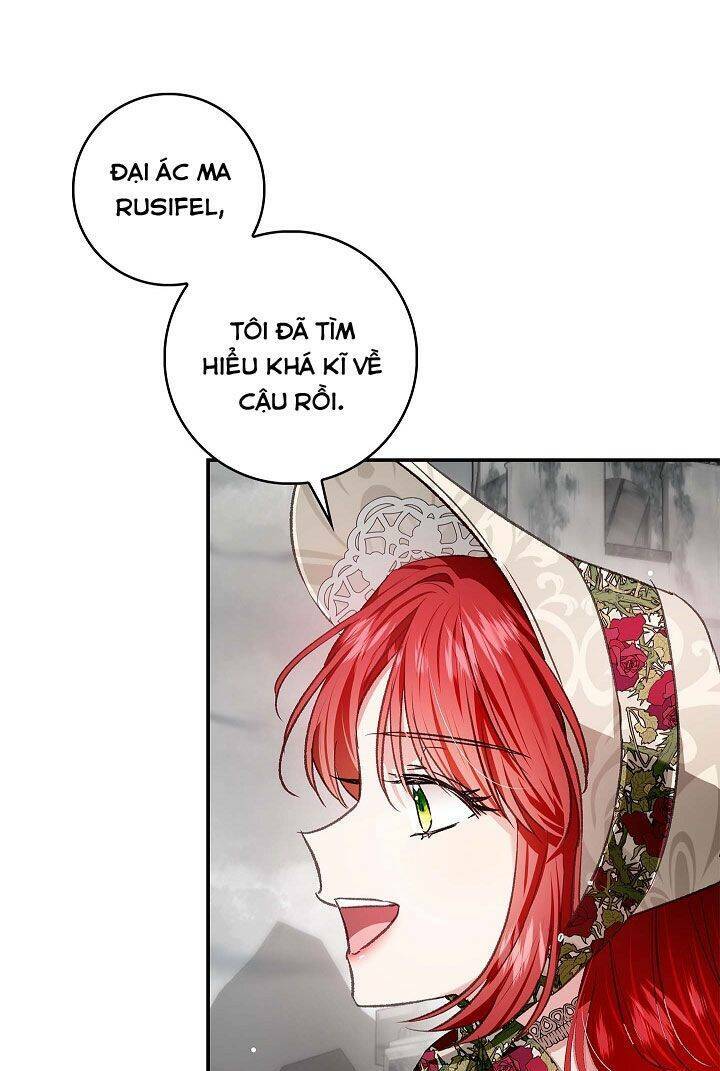 ĐẠI ÁC MA
RUSIFEL,
TÔI ĐÃ TÌM
HIỂU KHÁ KĨ VỀ
CẬU RỒI.